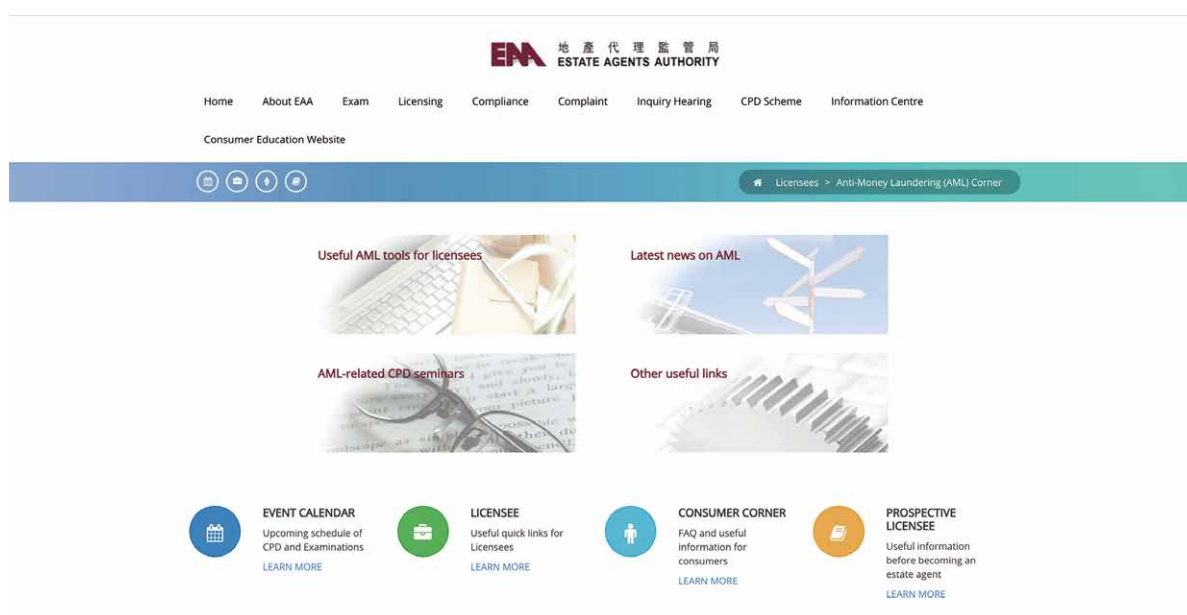 EAA 地產代理監管局
ESTATE AGENTS AUTHORITY
Home About EAA Exam Licensing Compliance Complaint Inquiry Hearing CPD Scheme Information Centre
Consumer Education Website
Licensees > Anti-Money Laundering (AML) Corner
Useful AML tools for licensees
Latest news on AML
AML-related CPD seminars
Other useful links
EVENT CALENDAR
Upcoming schedule of
CPD and Examinations
LEARN MORE
LICENSEE
Useful quick links for
Licensees
LEARN MORE
CONSUMER CORNER
FAQ and useful
information for
consumers
LEARN MORE
PROSPECTIVE
LICENSEE
Useful information
before becoming an
estate agent
LEARN MORE